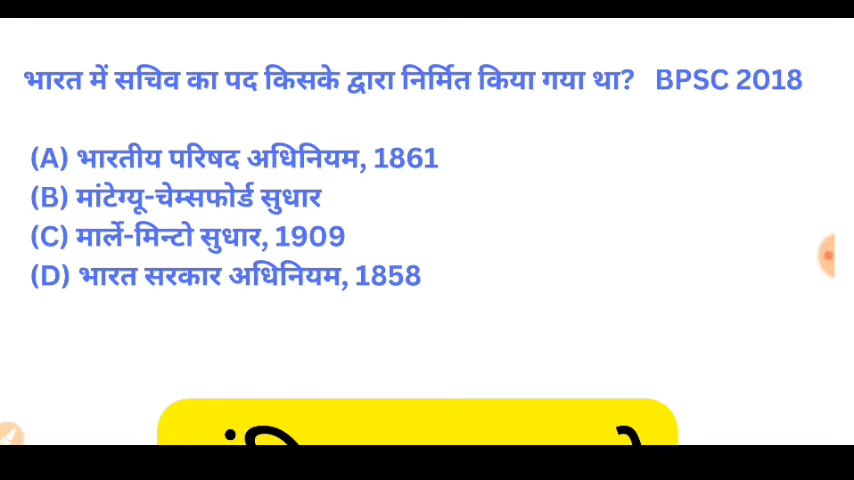 भारत में सचिव का पद किसके द्वारा निर्मित किया गया था? BPSC 2018
(A) भारतीय परिषद अधिनियम, 1861
(B) मांटेग्यू-चेम्सफोर्ड सुधार
(C) मार्ले-मिन्टो सुधार, 1909
(D) भारत सरकार अधिनियम, 1858